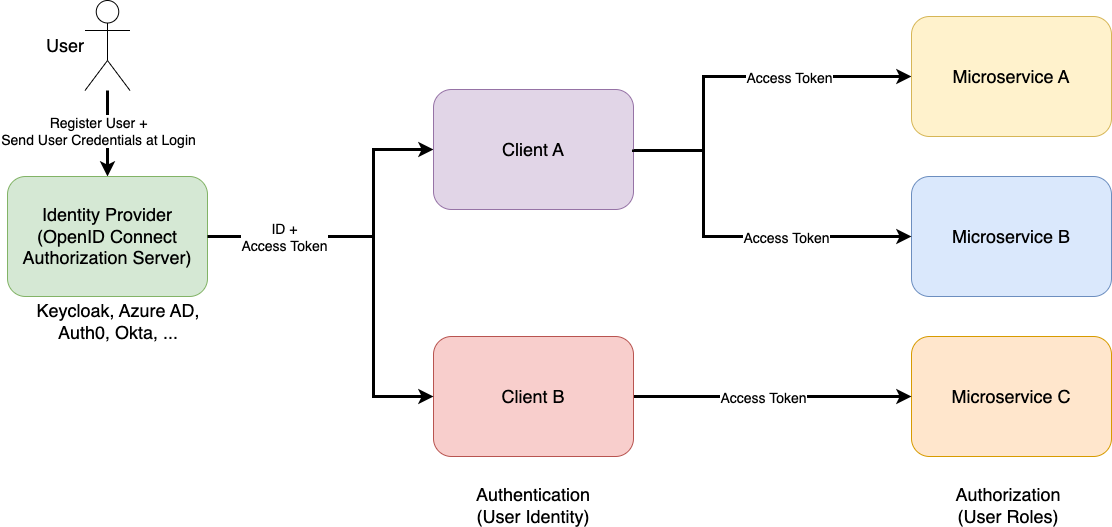 User
Register User +
Send User Credentials at Login
Identity Provider
(OpenID Connect
Authorization Server)
Keycloak, Azure AD,
Auth0, Okta, ...
ID +
Access Token
Client A
Client B
Access Token
Access Token
Access Token
Microservice A
Microservice B
Microservice C
Authentication
(User Identity)
Authorization
(User Roles)